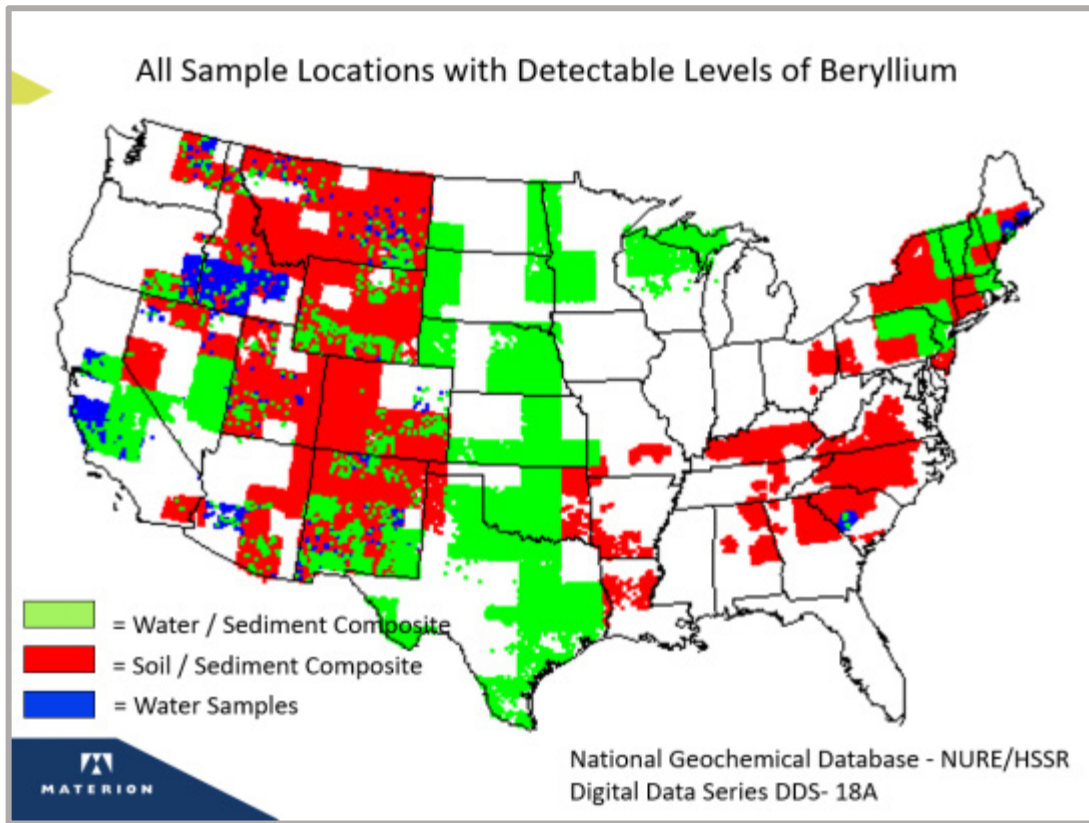 All Sample Locations with Detectable Levels of Beryllium
= Water / Sediment Composite
= Soil / Sediment Composite
= Water Samples
MATERION
National Geochemical Database - NURE/HSSR
Digital Data Series DDS- 18A